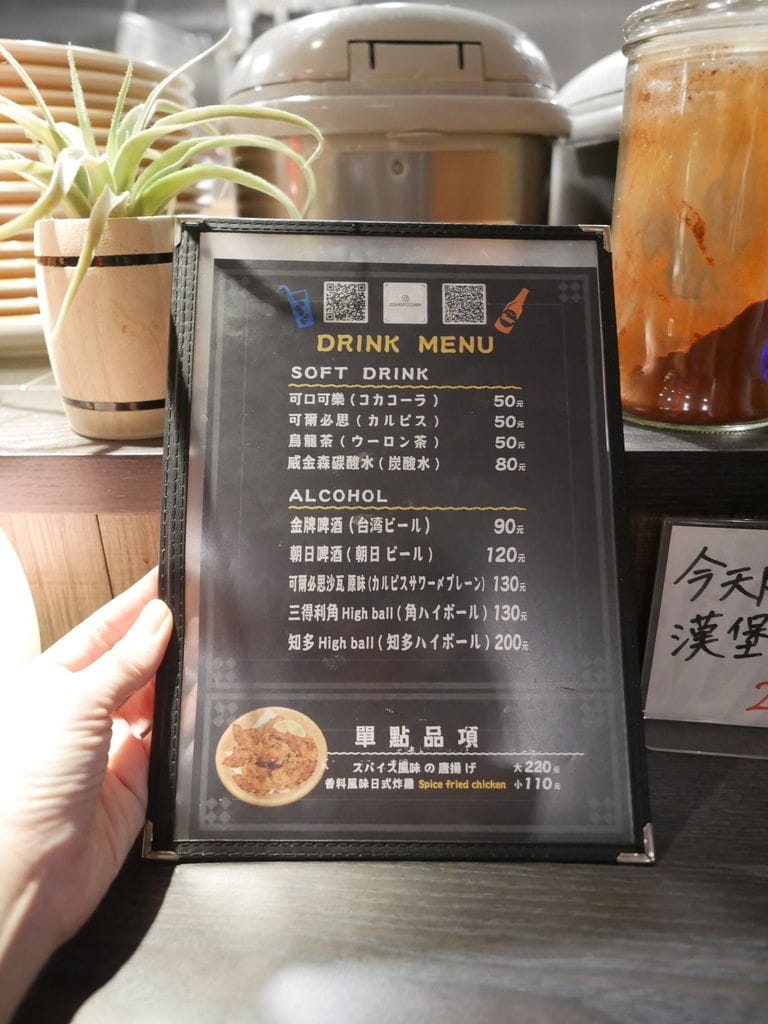 DRINK MENU
SOFT DRINK
可口可樂(コカコーラ) 50元
可爾必思(カルピス) 50元
烏龍茶(ウーロン茶) 50元
威金森碳酸水(炭酸水) 80元
ALCOHOL
金牌啤酒(台湾ビール) 90元
朝日啤酒(朝日ビール) 120元
可爾必思沙瓦 原味(カルピスサワーメプレーン) 130元
三得利角 High ball(角ハイボール) 130元
知多 High ball(知多ハイボール) 200元
單點品項
スパイス風味の唐揚げ 大220元
香料風味日式炸雞 Spice fried chicken 小110元
今天
漢堡